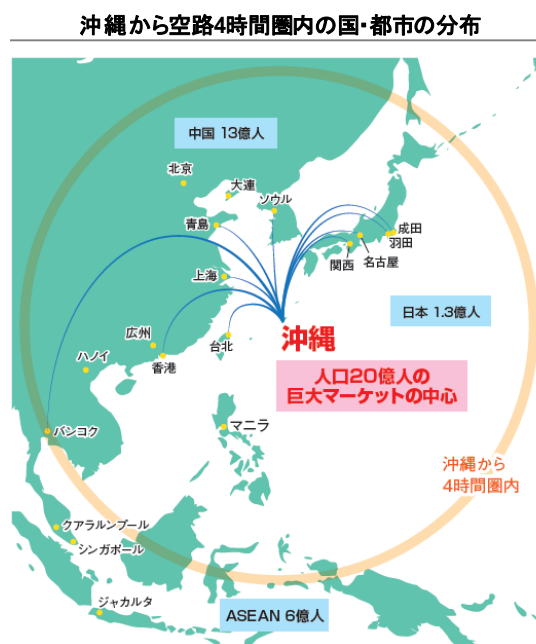 沖縄から空路4時間圏内の国・都市の分布
中国 13億人
北京
大連
ソウル
青島
成田
羽田
名古屋
関西
上海
日本 1.3億人
沖縄
広州
台北
香港
ハノイ
人口20億人の
巨大マーケットの中心
バンコク
マニラ
沖縄から
4時間圏内
クアラルンプール
シンガポール
ジャカルタ
ASEAN 6億人